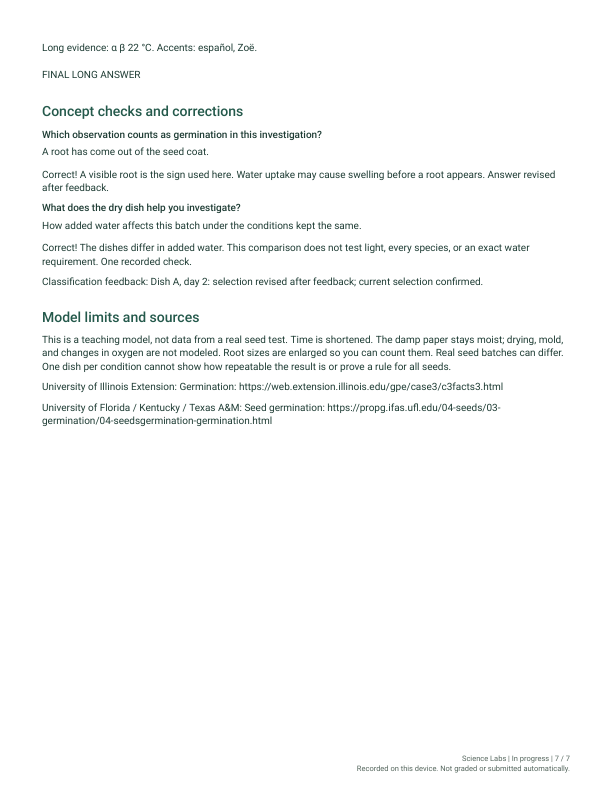 Long evidence: α β 22 °C. Accents: español, Zoë.
FINAL LONG ANSWER
Concept checks and corrections
Which observation counts as germination in this investigation?
A root has come out of the seed coat.
Correct! A visible root is the sign used here. Water uptake may cause swelling before a root appears. Answer revised
after feedback.
What does the dry dish help you investigate?
How added water affects this batch under the conditions kept the same.
Correct! The dishes differ in added water. This comparison does not test light, every species, or an exact water
requirement. One recorded check.
Classification feedback: Dish A, day 2: selection revised after feedback; current selection confirmed.
Model limits and sources
This is a teaching model, not data from a real seed test. Time is shortened. The damp paper stays moist; drying, mold,
and changes in oxygen are not modeled. Root sizes are enlarged so you can count them. Real seed batches can differ.
One dish per condition cannot show how repeatable the result is or prove a rule for all seeds.
University of Illinois Extension: Germination: https://web.extension.illinois.edu/gpe/case3/c3facts3.html
University of Florida / Kentucky / Texas A&M: Seed germination: https://propg.ifas.ufl.edu/04-seeds/03-
germination/04-seedsgermination-germination.html
Science Labs | In progress | 7 / 7
Recorded on this device. Not graded or submitted automatically.